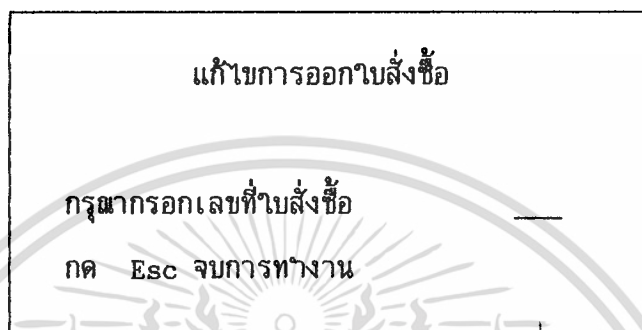 แก้ไขการออกใบสั่งซื้อ
กรุณากรอกเลขที่ใบสั่งซื้อ ____
กด Esc จบการทำงาน